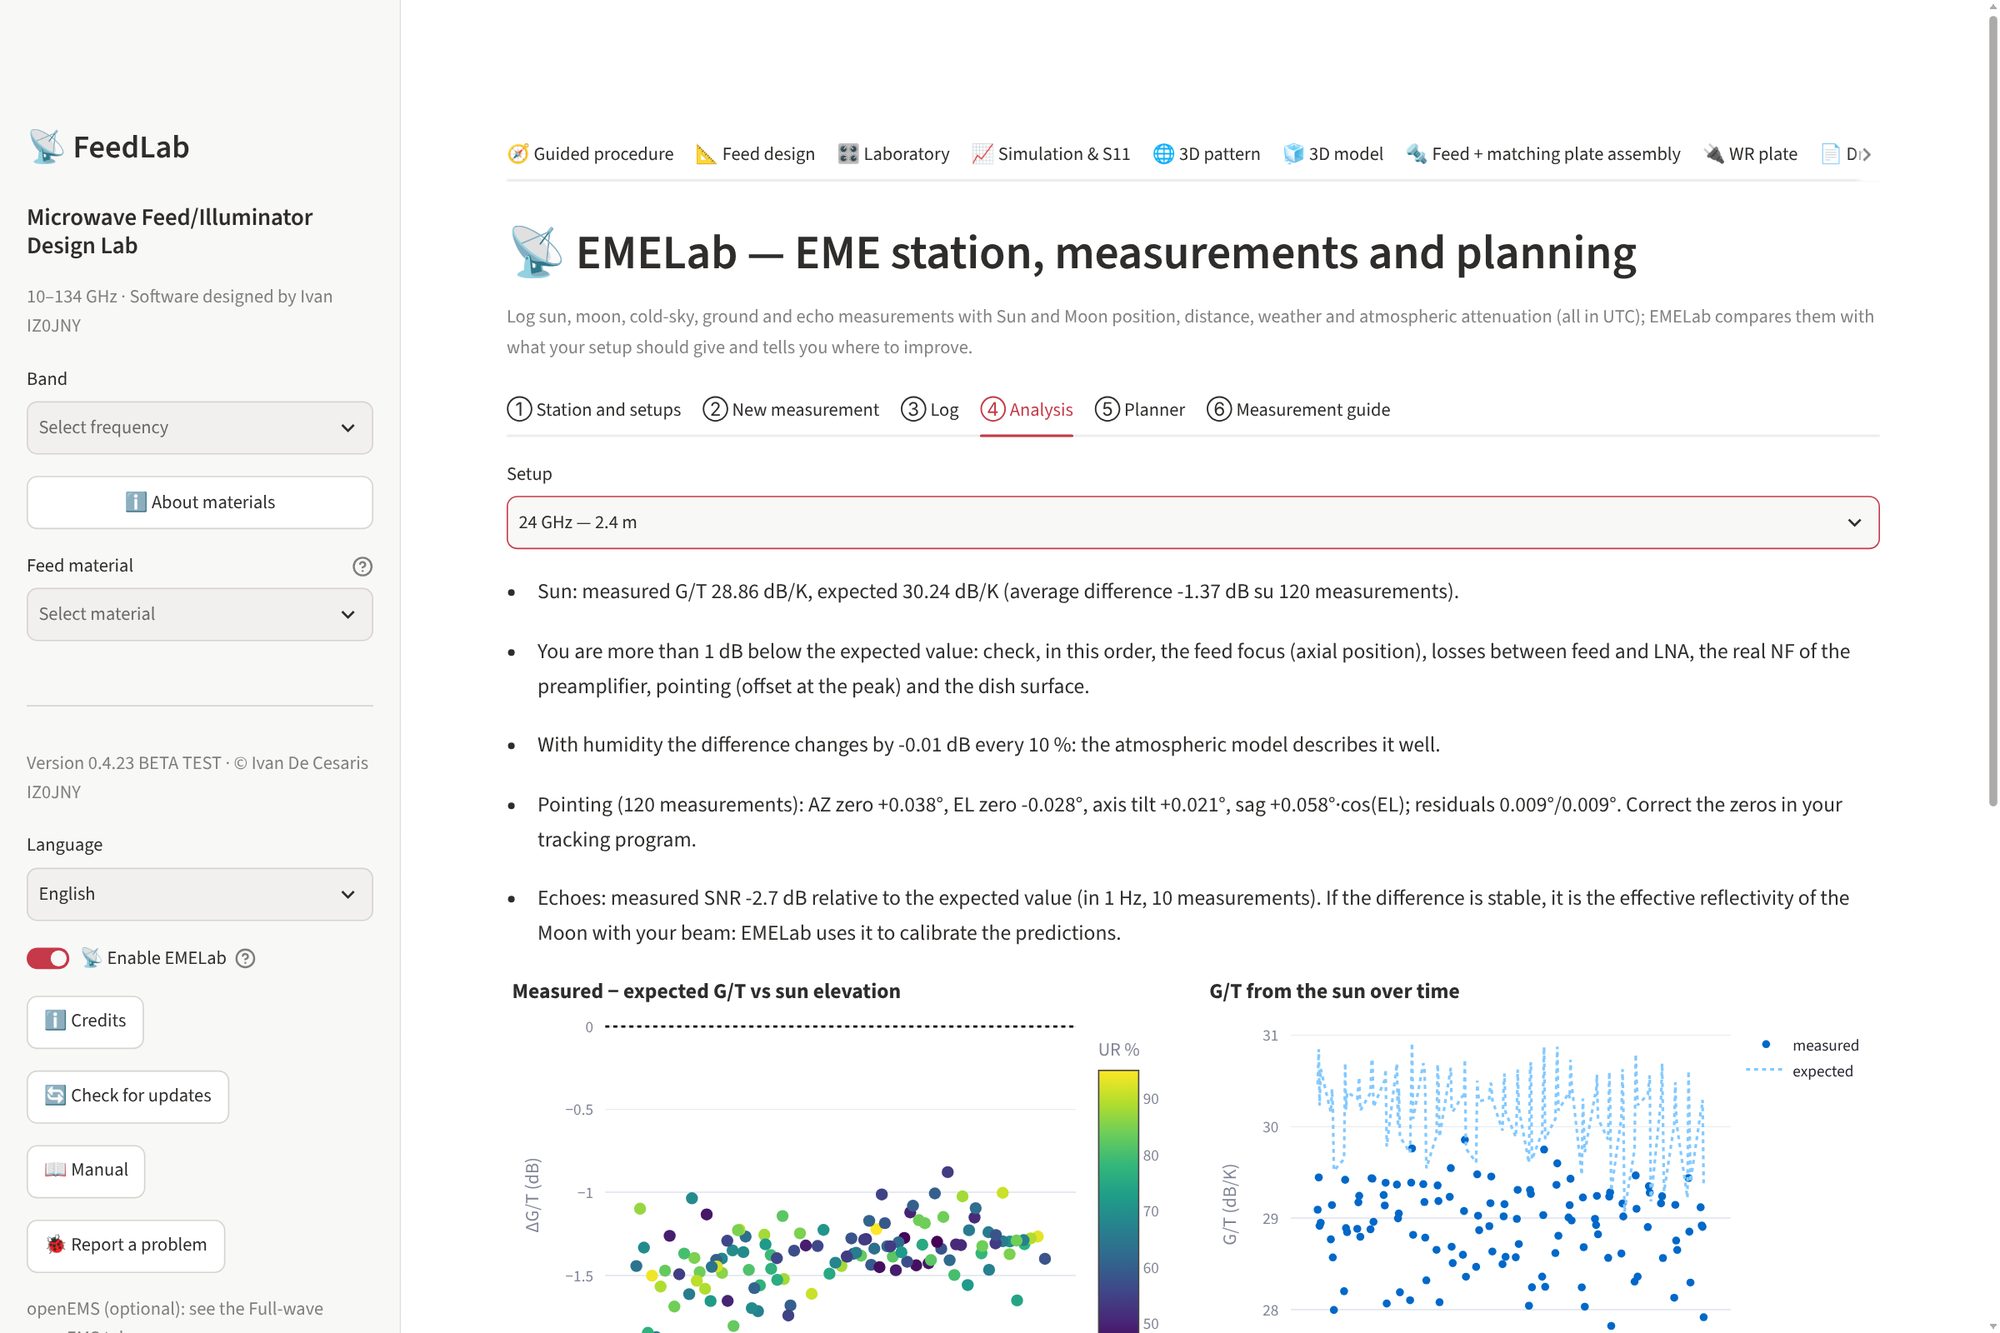 FeedLab
Microwave Feed/Illuminator
Design Lab
10–134 GHz · Software designed by Ivan
IZ0JNY
Band
Select frequency
About materials
Feed material
Select material
Version 0.4.23 BETA TEST · © Ivan De Cesaris
IZ0JNY
Language
English
Enable EMELab
Credits
Check for updates
Manual
Report a problem
openEMS (optional): see the Full-wave
Guided procedure Feed design Laboratory Simulation & S11 3D pattern 3D model Feed + matching plate assembly WR plate
EMELab — EME station, measurements and planning
Log sun, moon, cold-sky, ground and echo measurements with Sun and Moon position, distance, weather and atmospheric attenuation (all in UTC); EMELab compares them with
what your setup should give and tells you where to improve.
① Station and setups ② New measurement ③ Log ④ Analysis ⑤ Planner ⑥ Measurement guide
Setup
24 GHz — 2.4 m
• Sun: measured G/T 28.86 dB/K, expected 30.24 dB/K (average difference -1.37 dB su 120 measurements).
• You are more than 1 dB below the expected value: check, in this order, the feed focus (axial position), losses between feed and LNA, the real NF of the
preamplifier, pointing (offset at the peak) and the dish surface.
• With humidity the difference changes by -0.01 dB every 10 %: the atmospheric model describes it well.
• Pointing (120 measurements): AZ zero +0.038°, EL zero -0.028°, axis tilt +0.021°, sag +0.058°·cos(EL); residuals 0.009°/0.009°. Correct the zeros in your
tracking program.
• Echoes: measured SNR -2.7 dB relative to the expected value (in 1 Hz, 10 measurements). If the difference is stable, it is the effective reflectivity of the
Moon with your beam: EMELab uses it to calibrate the predictions.
Measured − expected G/T vs sun elevation
0
−0.5
−1
−1.5
ΔG/T (dB)
UR %
90
80
70
60
50
G/T from the sun over time
31
30
29
28
G/T (dB/K)
measured
expected